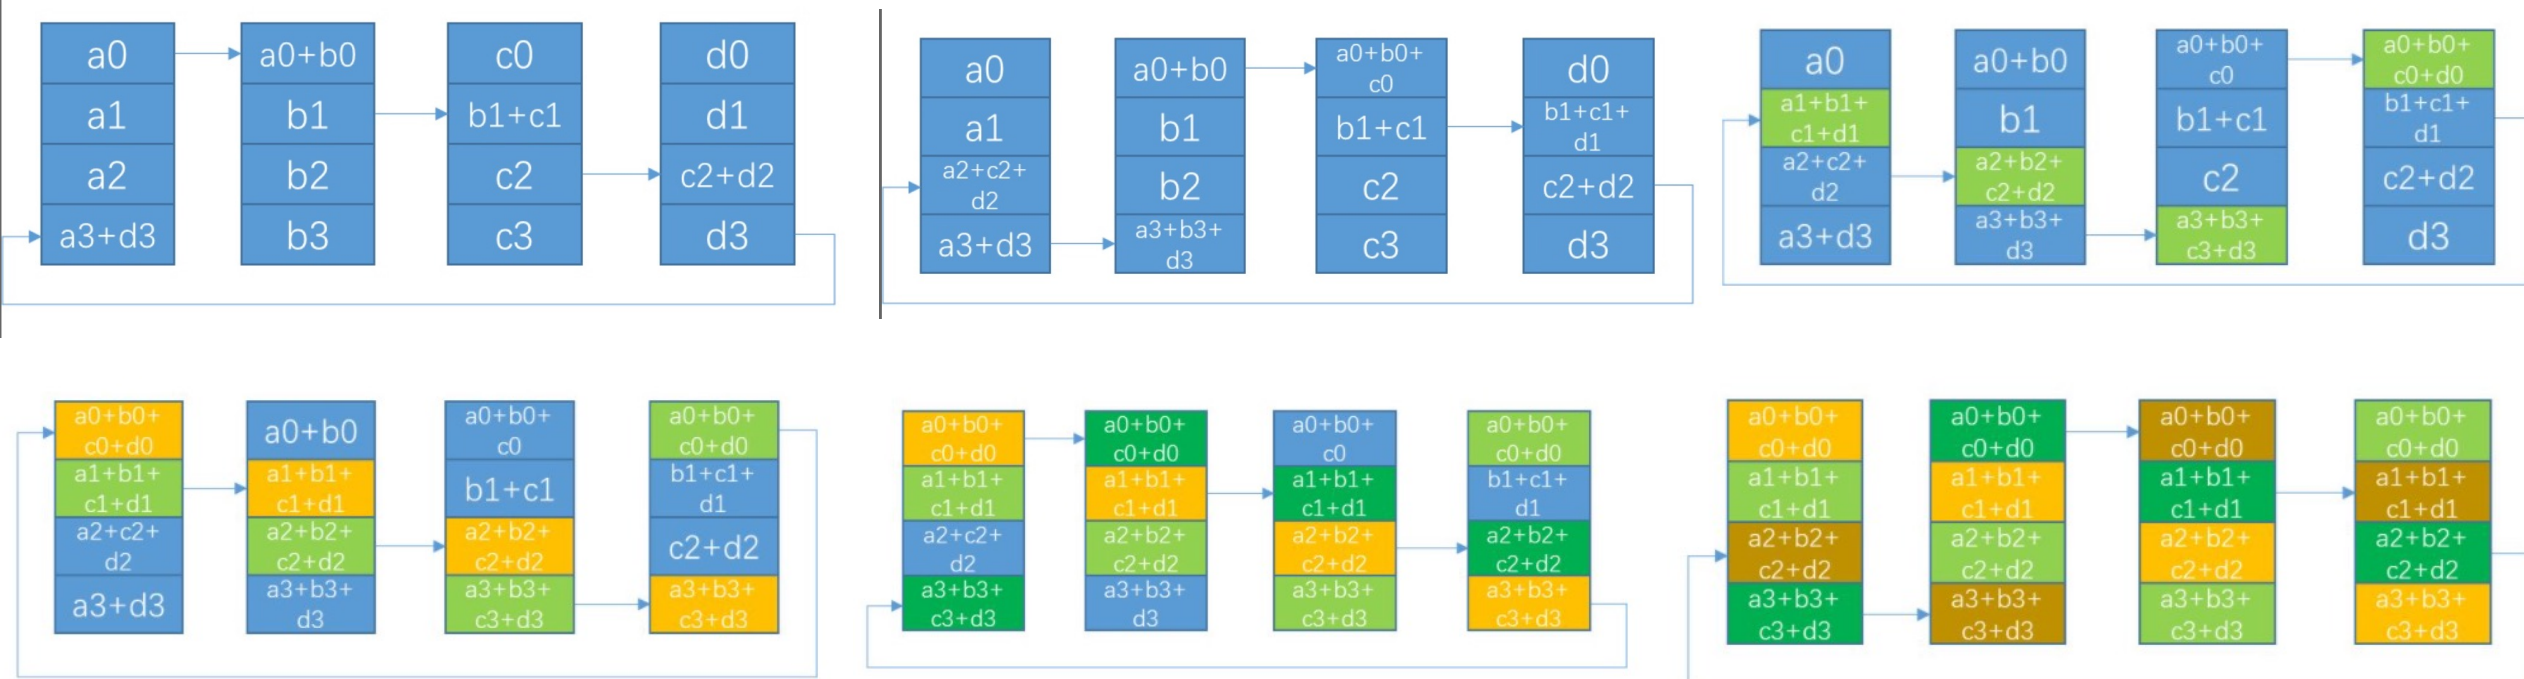 a0
a1
a2
a3+d3
a0+b0
b1
b2
b3
c0
b1+c1
c2
c3
d0
d1
c2+d2
d3
a0
a1
a2+c2+
d2
a3+d3
a0+b0
b1
b2
a3+b3+
d3
a0+b0+
c0
b1+c1
c2
c3
d0
b1+c1+
d1
c2+d2
d3
a0
a1+b1+
c1+d1
a2+c2+
d2
a3+d3
a0+b0
b1
a2+b2+
c2+d2
a3+b3+
d3
a0+b0+
c0
b1+c1
c2
a3+b3+
c3+d3
a0+b0+
c0+d0
b1+c1+
d1
c2+d2
d3
a0+b0+
c0+d0
a1+b1+
c1+d1
a2+c2+
d2
a3+d3
a0+b0
a1+b1+
c1+d1
a2+b2+
c2+d2
a3+b3+
d3
a0+b0+
c0
b1+c1
a2+b2+
c2+d2
a3+b3+
c3+d3
a0+b0+
c0+d0
b1+c1+
d1
c2+d2
a3+b3+
c3+d3
a0+b0+
c0+d0
a1+b1+
c1+d1
a2+c2+
d2
a3+b3+
c3+d3
a0+b0+
c0+d0
a1+b1+
c1+d1
a2+b2+
c2+d2
a3+b3+
d3
a0+b0+
c0
a1+b1+
c1+d1
a2+b2+
c2+d2
a3+b3+
c3+d3
a0+b0+
c0+d0
b1+c1+
d1
a2+b2+
c2+d2
a3+b3+
c3+d3
a0+b0+
c0+d0
a1+b1+
c1+d1
a2+b2+
c2+d2
a3+b3+
c3+d3
a0+b0+
c0+d0
a1+b1+
c1+d1
a2+b2+
c2+d2
a3+b3+
c3+d3
a0+b0+
c0+d0
a1+b1+
c1+d1
a2+b2+
c2+d2
a3+b3+
c3+d3
a0+b0+
c0+d0
a1+b1+
c1+d1
a2+b2+
c2+d2
a3+b3+
c3+d3